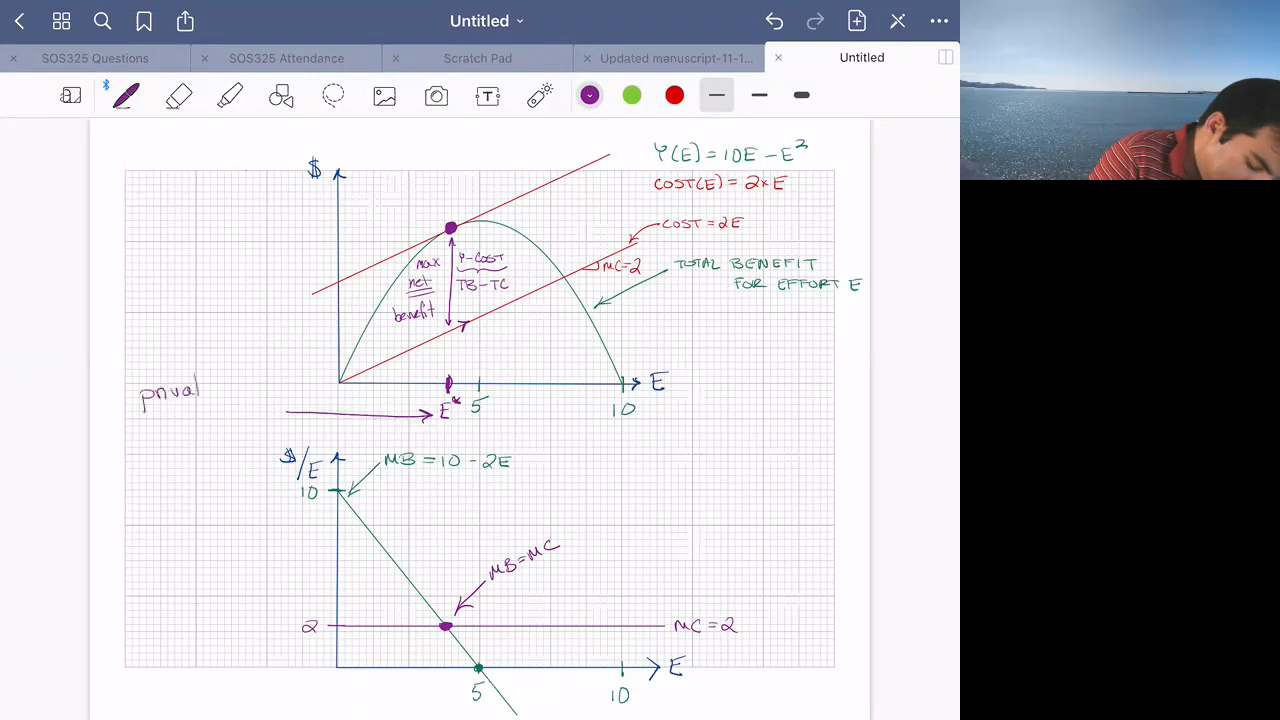 Untitled
SOS325 Questions
SOS325 Attendance
Scratch Pad
Updated manuscript-11-1...
Untitled
$
Y(E) = 10E - E²
COST(E) = 2 x E
COST = 2E
MC=2
TOTAL BENEFIT
FOR EFFORT E
max
net
benefit
Y-COST
TB-TC
E
prival
E*
5
10
$/E
10
MB = 10 - 2E
MB=MC
2
MC = 2
E
5
10